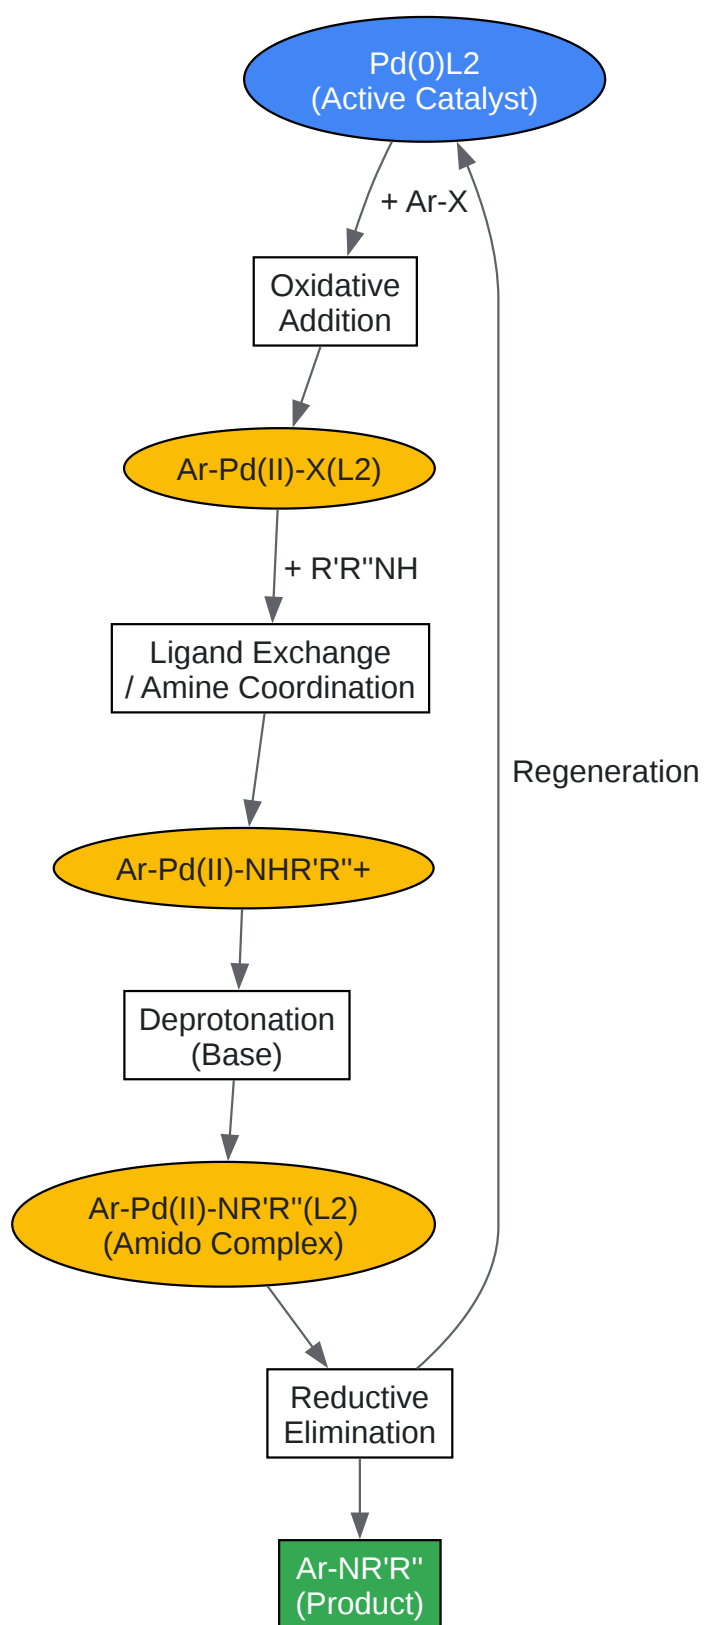 Pd(0)L2
(Active Catalyst)
+ Ar-X
Oxidative
Addition
Ar-Pd(II)-X(L2)
+ R'R''NH
Ligand Exchange
/ Amine Coordination
Regeneration
Ar-Pd(II)-NHR'R''+
Deprotonation
(Base)
Ar-Pd(II)-NR'R''(L2)
(Amido Complex)
Reductive
Elimination
Ar-NR'R''
(Product)